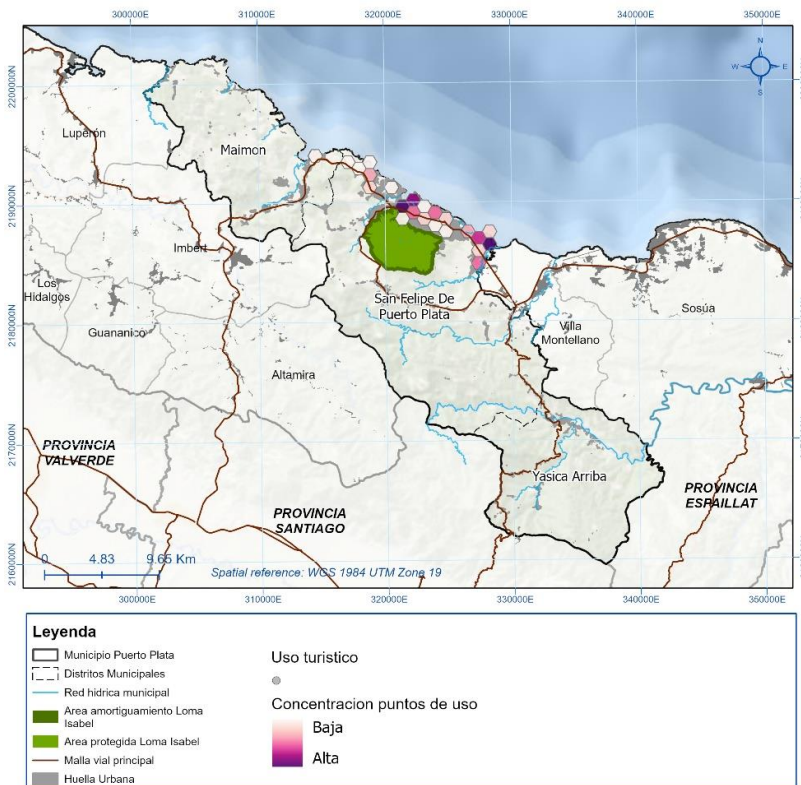 300000E 310000E 320000E 330000E 340000E 350000E
N
W E
S
2200000N
Luperón
Maimon
2190000N
Imbert
Los
Hidalgos
San Felipe De
Puerto Plata
Sosúa
2180000N
Guananico
Villa
Montellano
Altamira
2170000N
PROVINCIA
VALVERDE
Yasica Arriba
PROVINCIA
SANTIAGO
PROVINCIA
ESPAILLAT
0 4.83 9.65 Km
Spatial reference: WGS 1984 UTM Zone 19
2160000N
300000E 310000E 320000E 330000E 340000E 350000E 360000E
Leyenda
Municipio Puerto Plata
Distritos Municipales
Red hidrica municipal
Area amortiguamiento Loma
Isabel
Area protegida Loma Isabel
Malla vial principal
Huella Urbana
Uso turistico
Concentracion puntos de uso
Baja
Alta